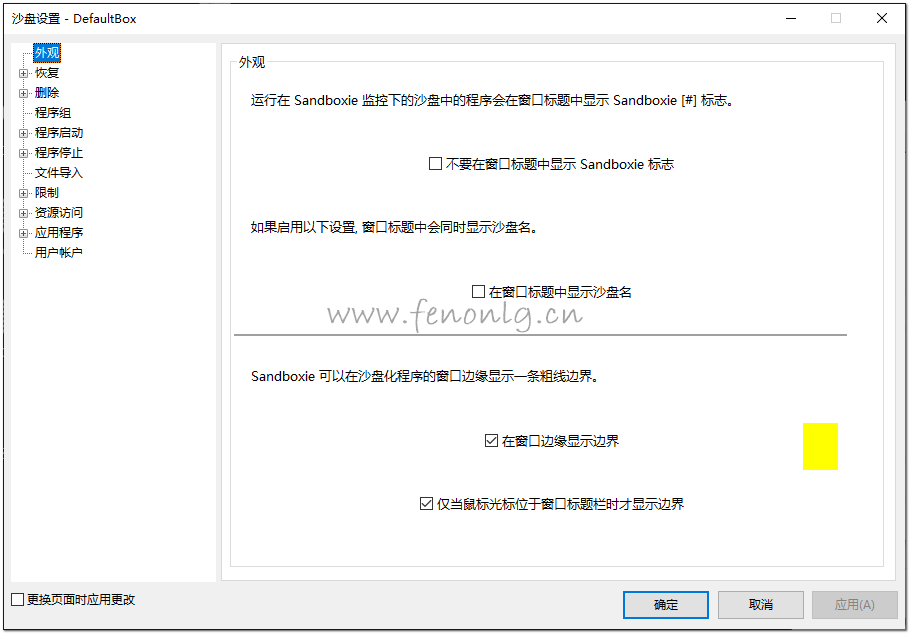 沙盘设置 - DefaultBox
外观
恢复
删除
程序组
程序启动
程序停止
文件导入
限制
资源访问
应用程序
用户帐户
外观
运行在 Sandboxie 监控下的沙盘中的程序会在窗口标题中显示 Sandboxie [#] 标志。
不要在窗口标题中显示 Sandboxie 标志
如果启用以下设置, 窗口标题中会同时显示沙盘名。
在窗口标题中显示沙盘名
www.fenonlg.cn
Sandboxie 可以在沙盘化程序的窗口边缘显示一条粗线边界。
在窗口边缘显示边界
仅当鼠标光标位于窗口标题栏时才显示边界
更换页面时应用更改
确定
取消
应用(A)